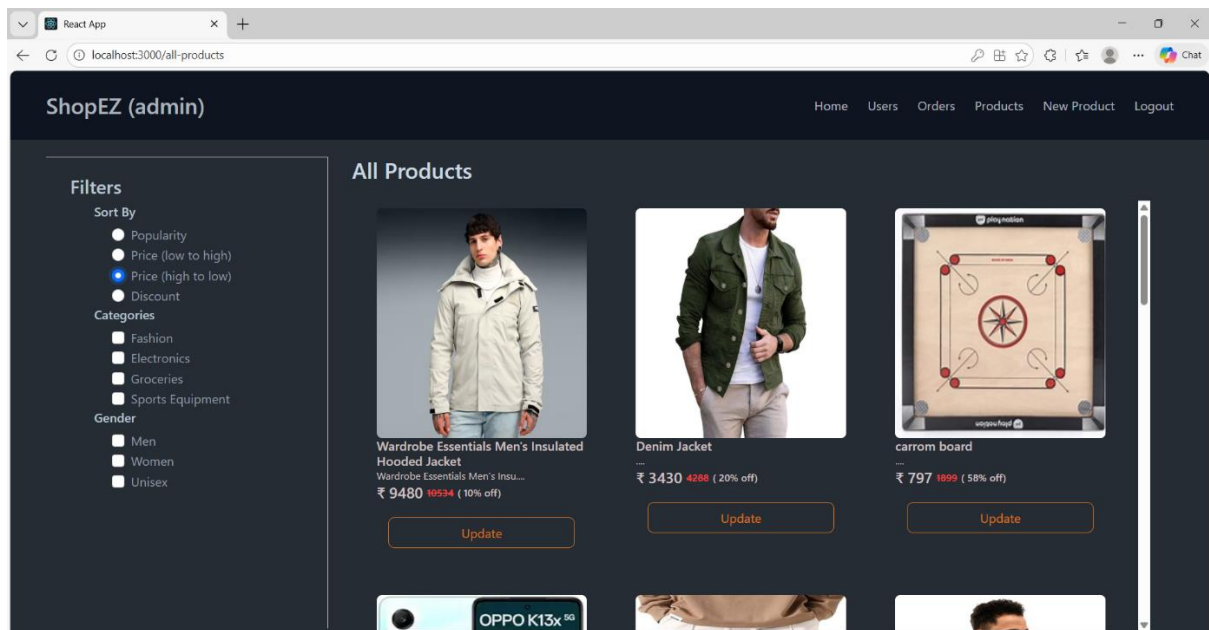 React App
localhost:3000/all-products
Chat
ShopEZ (admin)
Home Users Orders Products New Product Logout
Filters
Sort By
Popularity
Price (low to high)
Price (high to low)
Discount
Categories
Fashion
Electronics
Groceries
Sports Equipment
Gender
Men
Women
Unisex
All Products
Wardrobe Essentials Men's Insulated
Hooded Jacket
Wardrobe Essentials Men's Insu....
₹ 9480 10534 ( 10% off)
Update
Denim Jacket
....
₹ 3430 4288 ( 20% off)
Update
playnation
playnation
carrom board
....
₹ 797 1899 ( 58% off)
Update
OPPO K13x 5G